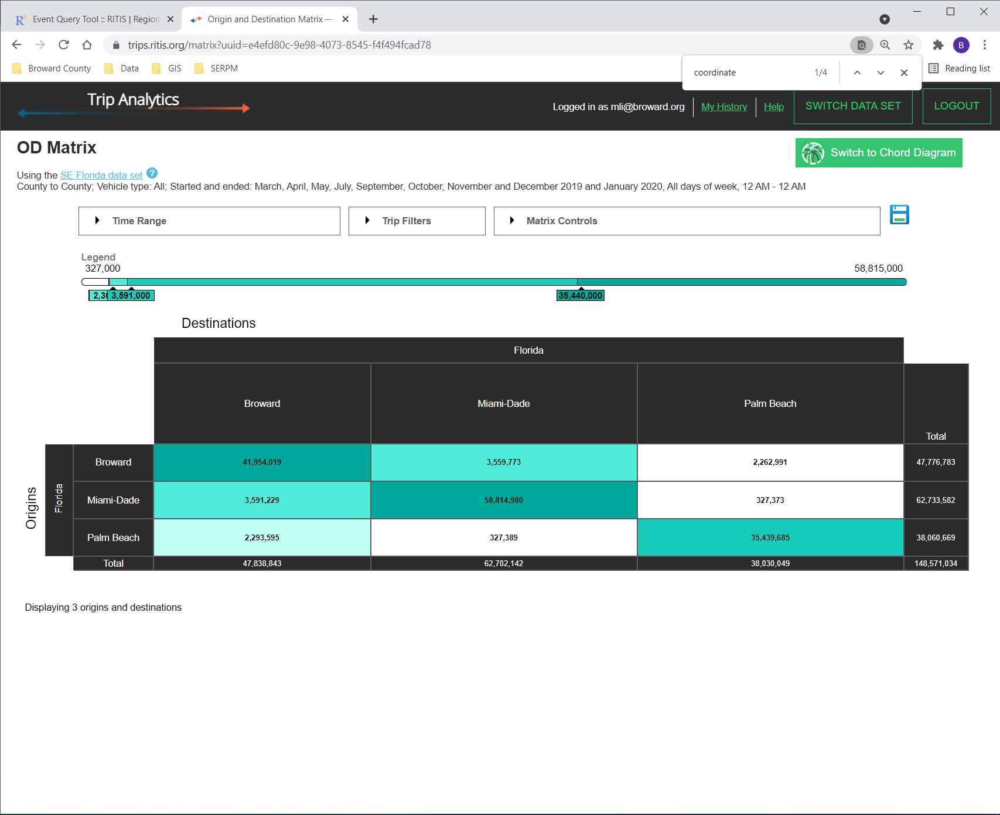 Event Query Tool :: RITIS | Region
Origin and Destination Matrix —
trips.ritis.org/matrix?uuid=e4efd80c-9e98-4073-8545-f4f494fcad78
B
Broward County
Data
GIS
SERPM
coordinate
1/4
Reading list
Trip Analytics
Logged in as mli@broward.org
My History
Help
SWITCH DATA SET
LOGOUT
OD Matrix
Switch to Chord Diagram
Using the SE Florida data set ?
County to County; Vehicle type: All; Started and ended: March, April, May, July, September, October, November and December 2019 and January 2020, All days of week, 12 AM - 12 AM
Time Range
Trip Filters
Matrix Controls
Legend
327,000
58,815,000
2,30
3,591,000
35,440,000
Destinations
Florida
Broward
Miami-Dade
Palm Beach
Total
Origins
Florida
Broward
41,954,019
3,559,773
2,262,991
47,776,783
Miami-Dade
3,591,229
58,814,980
327,373
62,733,582
Palm Beach
2,293,595
327,389
35,439,685
38,060,669
Total
47,838,843
62,702,142
38,030,049
148,571,034
Displaying 3 origins and destinations